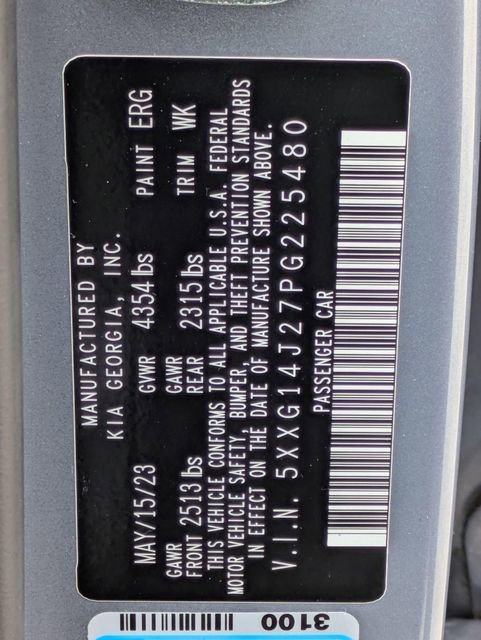 MANUFACTURED BY
KIA GEORGIA, INC.
MAY/15/23 GVWR 4354 lbs PAINT ERG
GAWR FRONT 2513 lbs GAWR REAR 2315 lbs TRIM WK
THIS VEHICLE CONFORMS TO ALL APPLICABLE U.S.A. FEDERAL
MOTOR VEHICLE SAFETY, BUMPER, AND THEFT PREVENTION STANDARDS
IN EFFECT ON THE DATE OF MANUFACTURE SHOWN ABOVE.
V.I.N. 5XXG14J27PG225480
PASSENGER CAR
3100